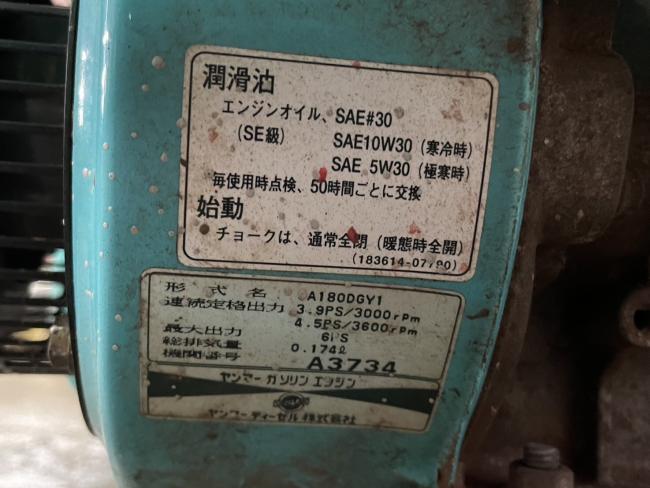 潤滑油
エンジンオイル、SAE#30
(SE級) SAE10W30 (寒冷時)
SAE 5W30 (極寒時)
毎使用時点検、50時間ごとに交換
始動
チョークは、通常全閉 (暖態時全開)
(183614-07790)
形式名 GA180DGY1
連続定格出力 3.9PS/3000rpm
4.5PS/3600rpm
最大出力 6PS
総排気量 0.174ℓ
機関番号 A3734
ヤンマーガソリンエンジン
ヤンマーディーゼル株式会社